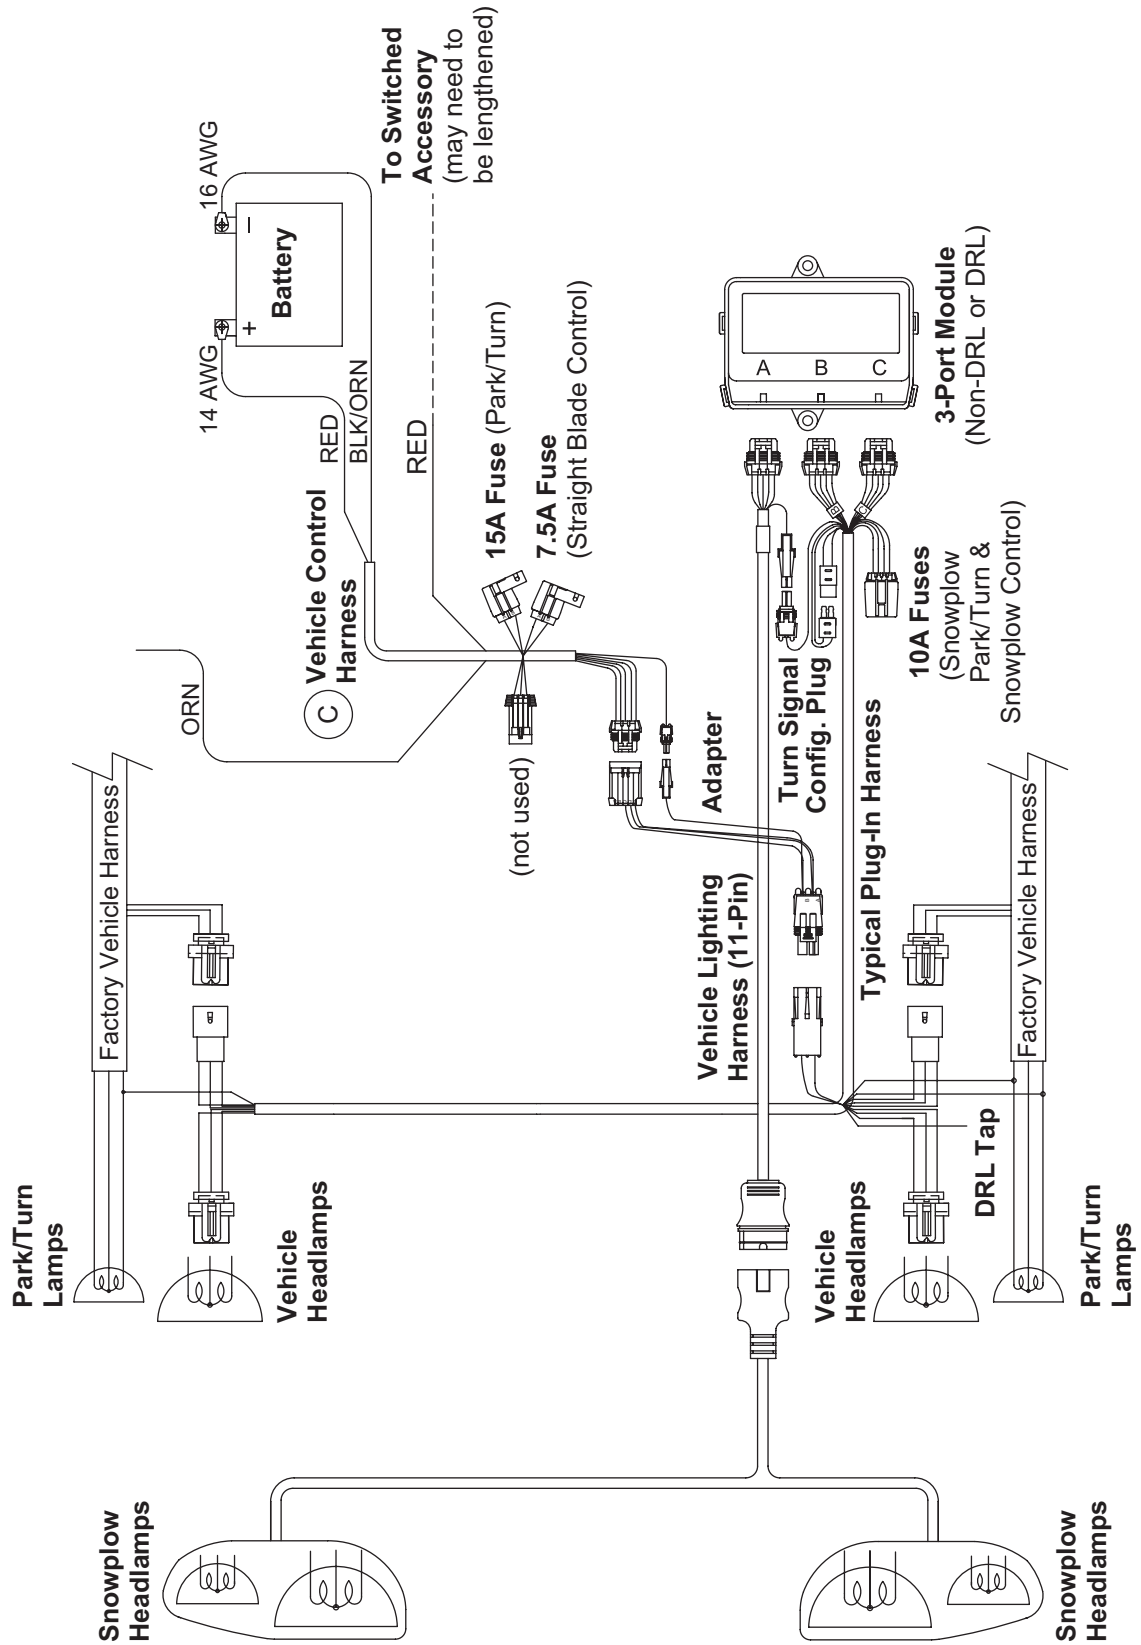 Snowplow
Headlamps
Park/Turn
Lamps
Vehicle
Headlamps
Factory Vehicle Harness
ORN
C
Vehicle Control
Harness
14 AWG
16 AWG
+
–
Battery
RED
BLK/ORN
RED
To Switched
Accessory
(may need to
be lengthened)
15A Fuse (Park/Turn)
7.5A Fuse
(Straight Blade Control)
(not used)
Adapter
Vehicle Lighting
Harness (11-Pin)
B
A
Turn Signal
Config. Plug
Typical Plug-In Harness
A
B
C
B
C
3-Port Module
(Non-DRL or DRL)
10A Fuses
(Snowplow
Park/Turn &
Snowplow Control)
Vehicle
Headlamps
DRL Tap
Factory Vehicle Harness
Park/Turn
Lamps
Snowplow
Headlamps